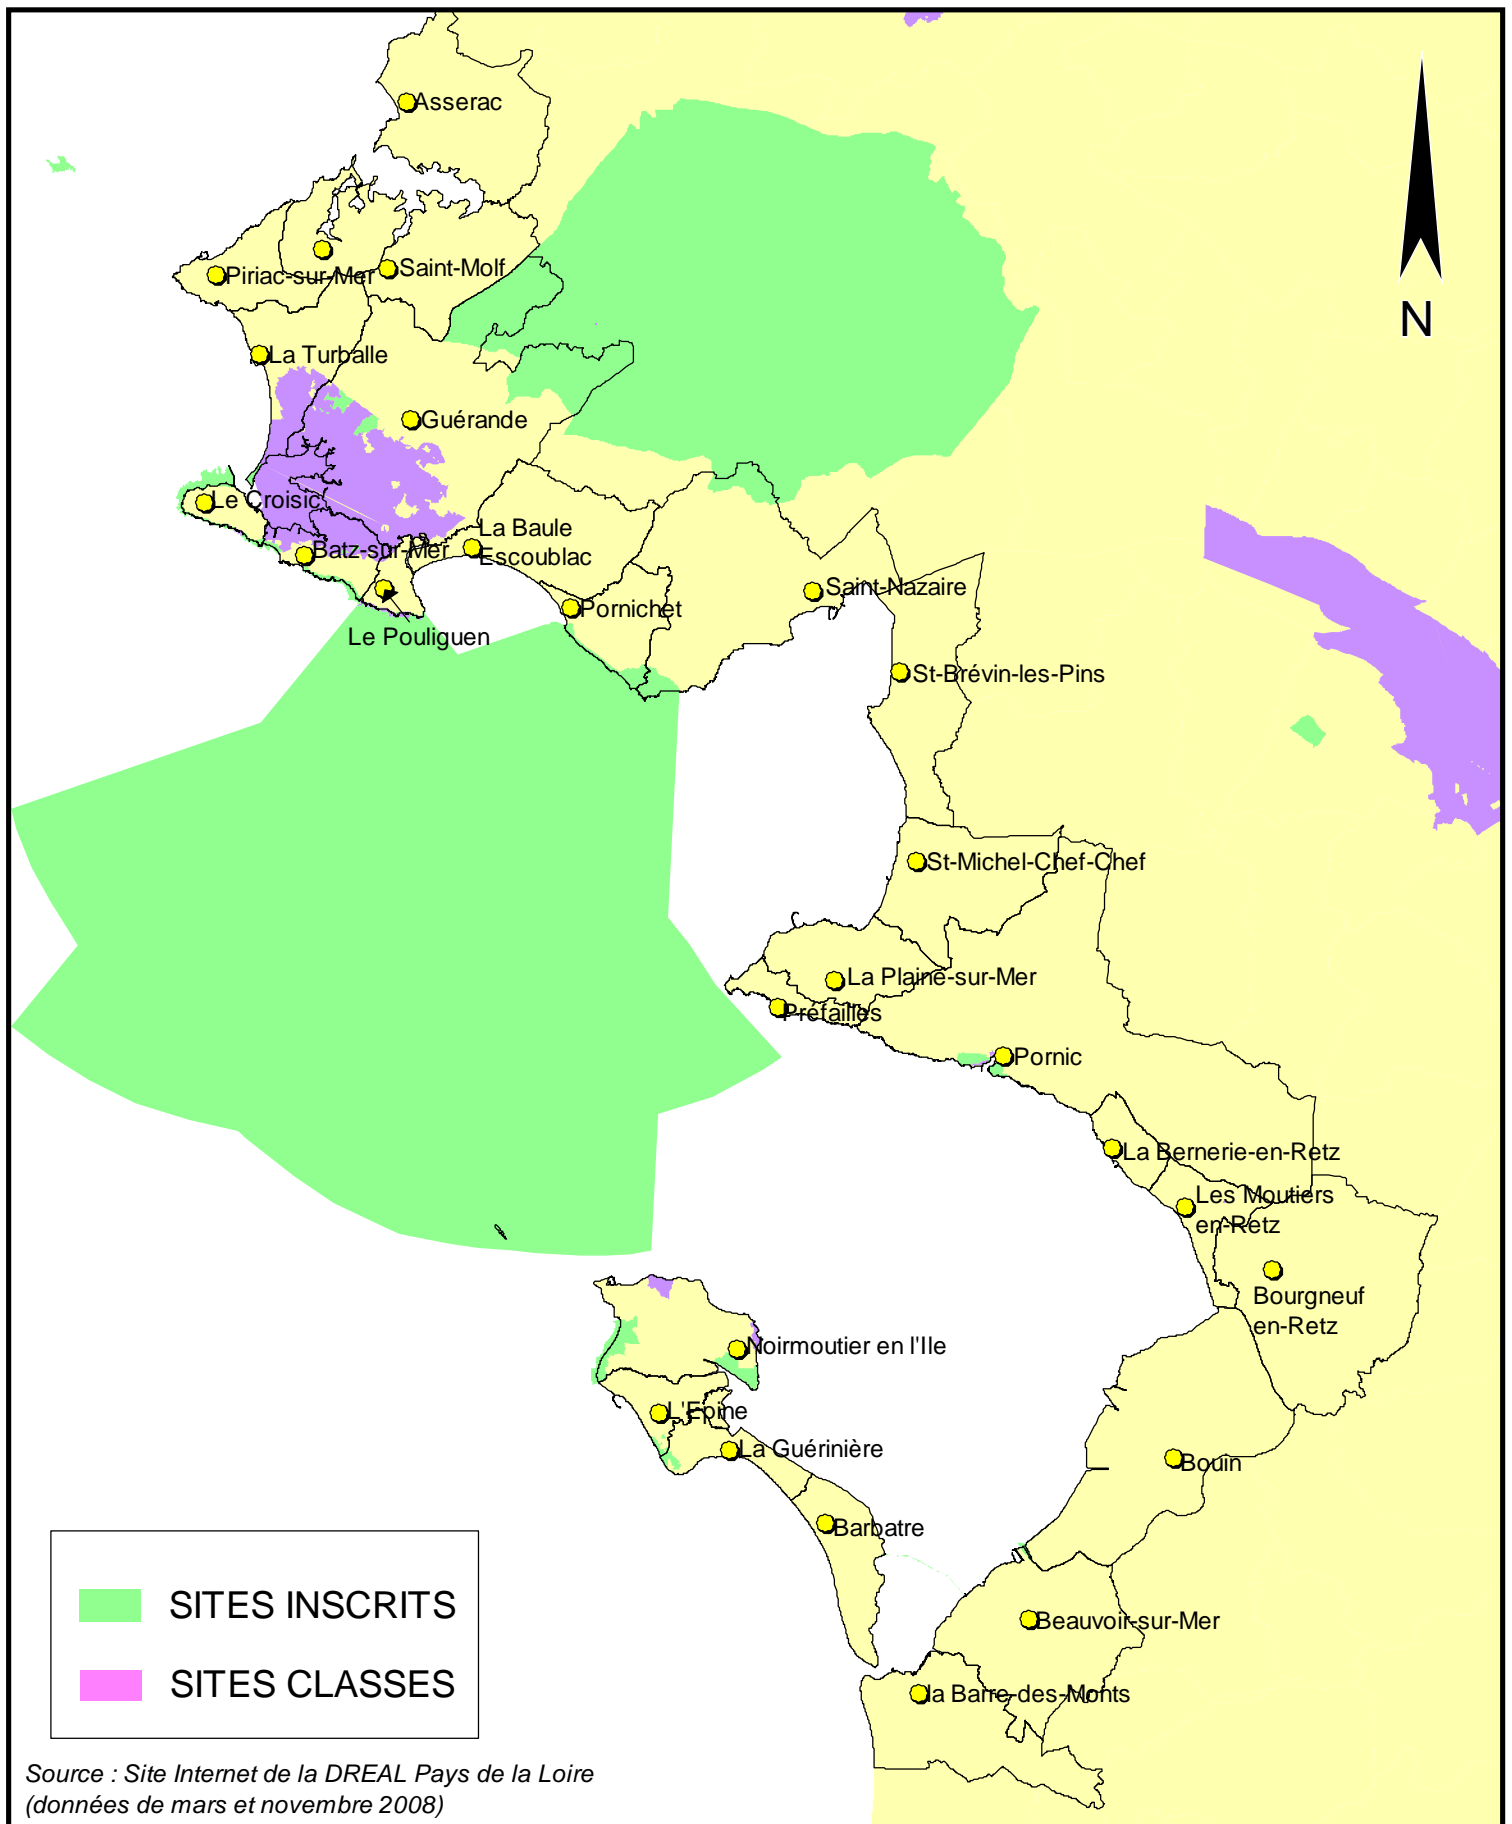 Asserac
N
Piriac-sur-Mer
Saint-Molf
La Turballe
Guérande
Le Croisic
La Baule
Escoublac
Batz-sur-Mer
Saint-Nazaire
Pornichet
Le Pouliguen
St-Brévin-les-Pins
St-Michel-Chef-Chef
La Plaine-sur-Mer
Préfailles
Pornic
La Bernerie-en-Retz
Les Moutiers
en-Retz
Bourgneuf
en-Retz
Noirmoutier en l'Ile
L'Epine
La Guérinière
Bouin
Barbatre
Beauvoir-sur-Mer
la Barre-des-Monts
SITES INSCRITS
SITES CLASSES
Source : Site Internet de la DREAL Pays de la Loire
(données de mars et novembre 2008)